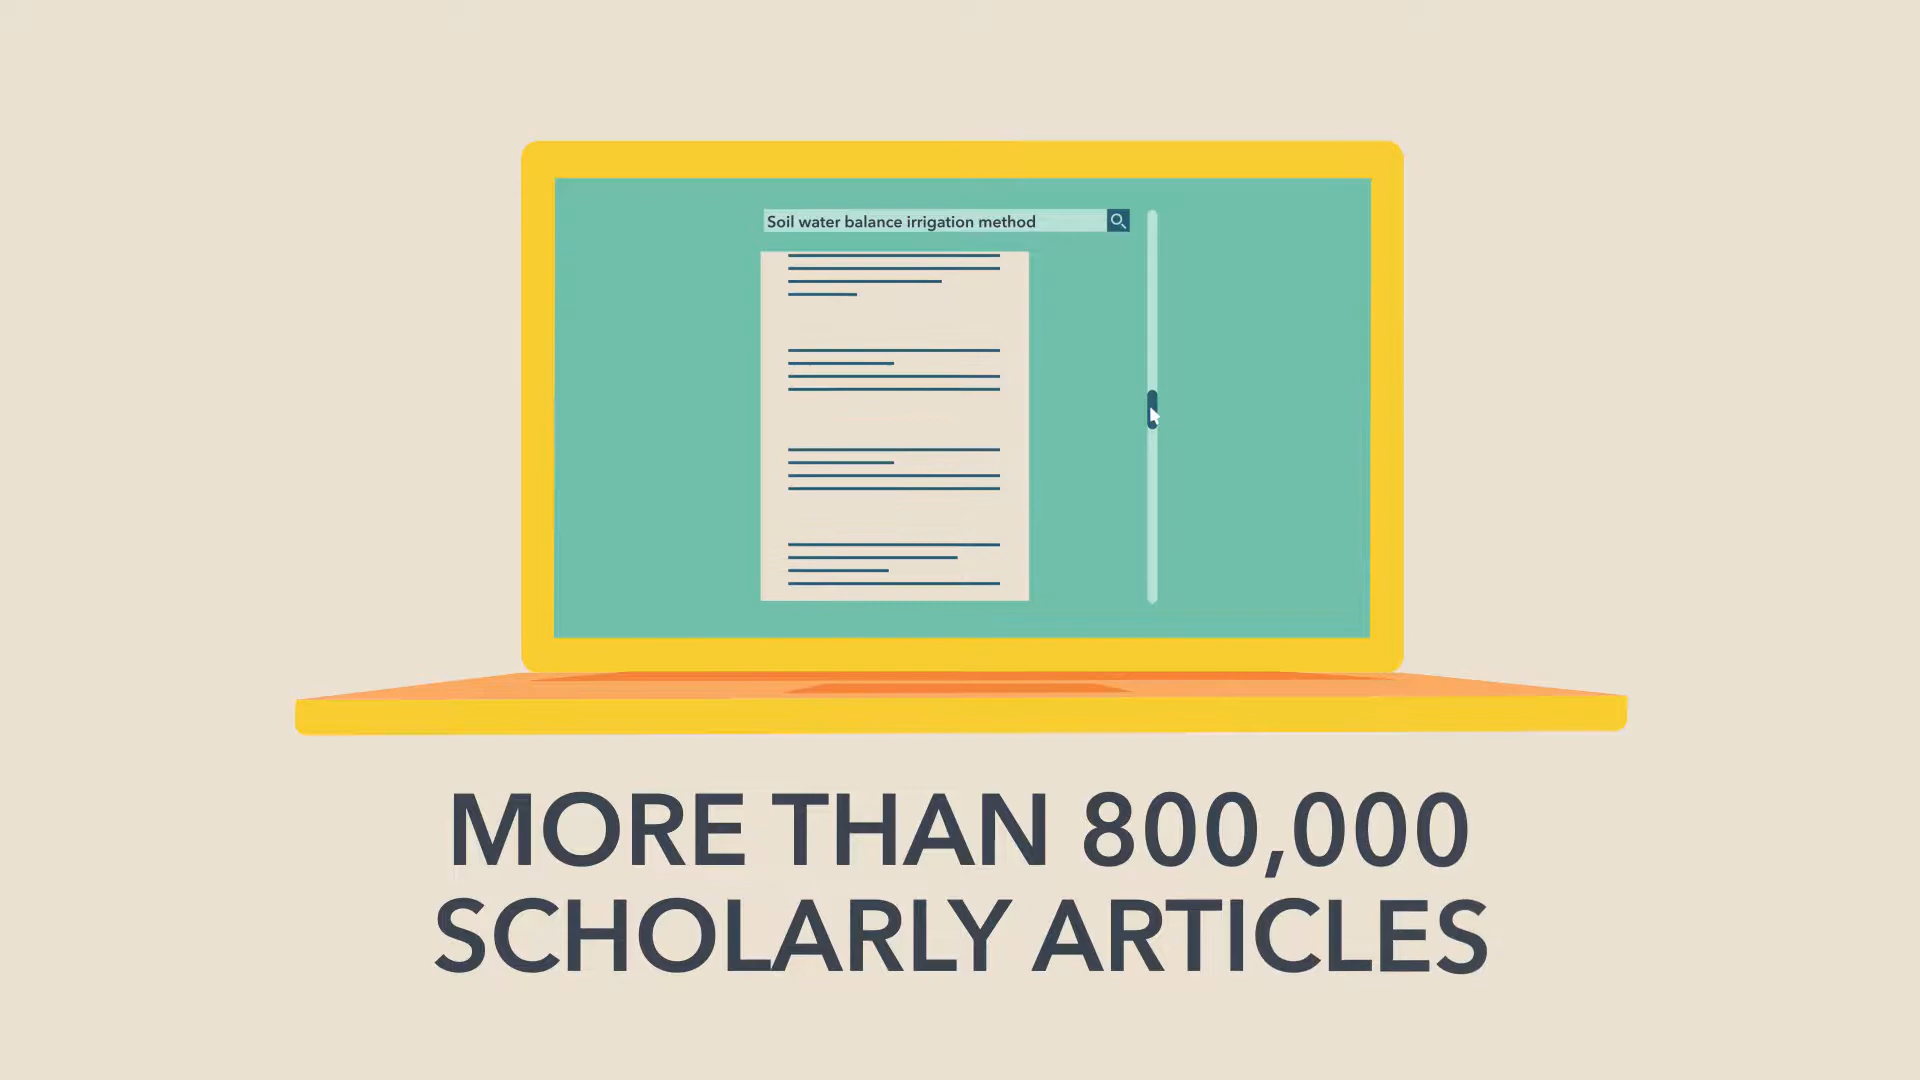 Soil water balance irrigation method
MORE THAN 800,000
SCHOLARLY ARTICLES